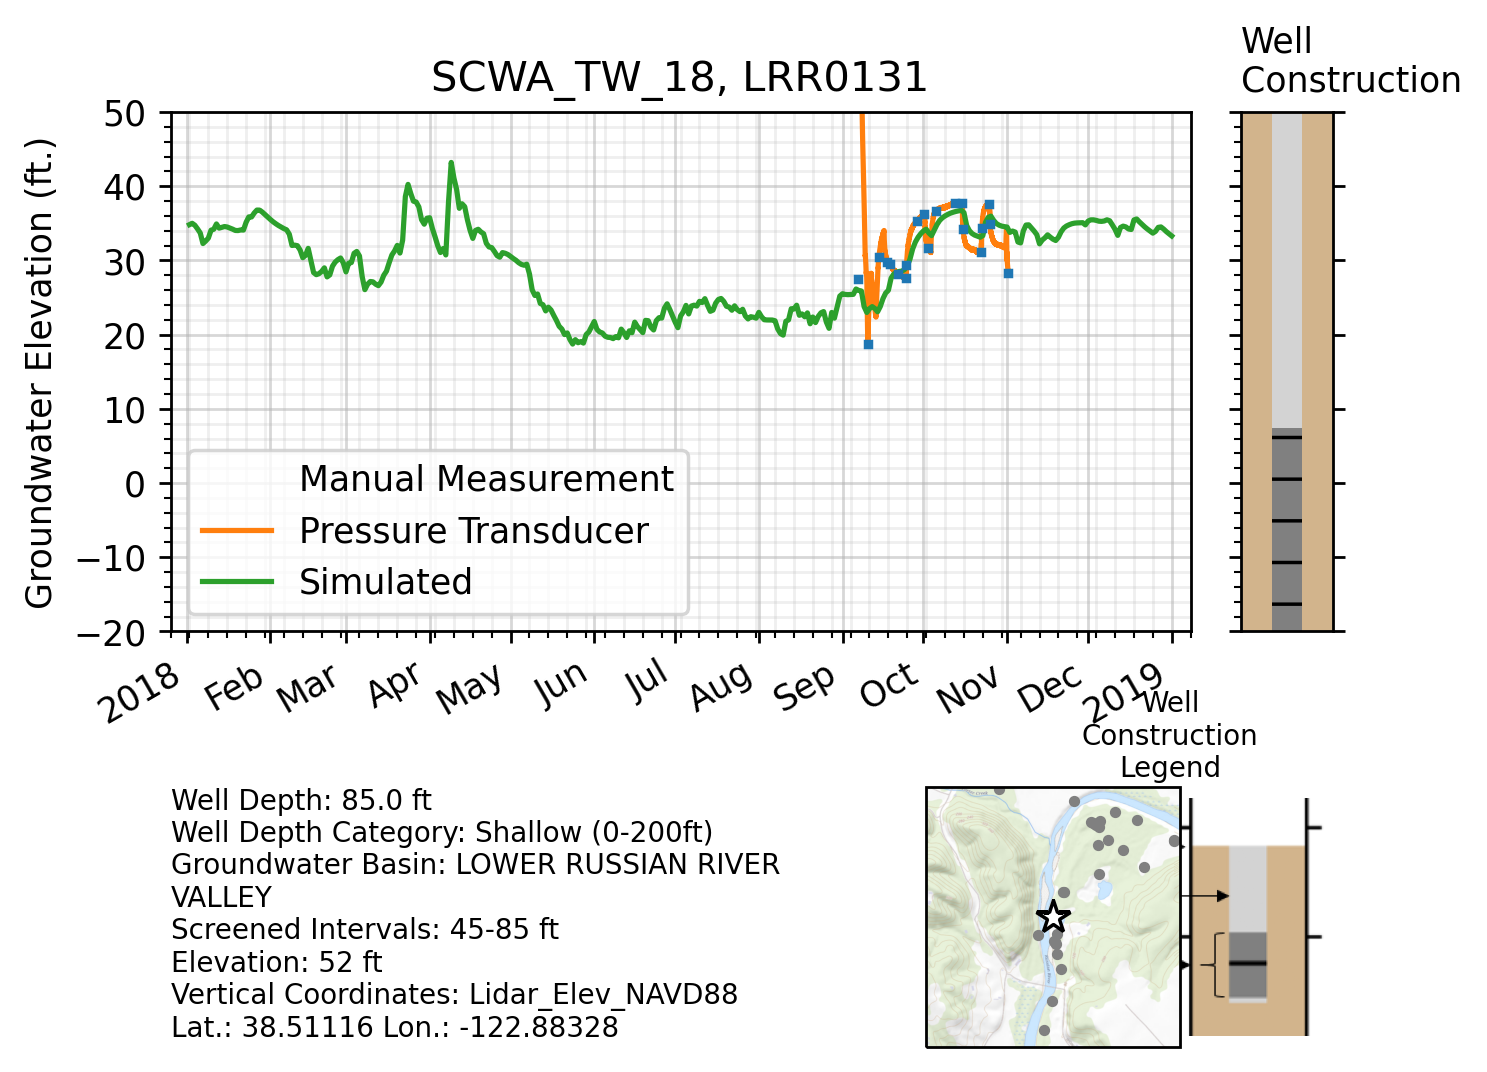 Well
Construction
SCWA_TW_18, LRR0131
50
40
30
20
10
0
−10
−20
Groundwater Elevation (ft.)
Manual Measurement
Pressure Transducer
Simulated
2018
Feb
Mar
Apr
May
Jun
Jul
Aug
Sep
Oct
Nov
Dec
2019
Well
Construction
Legend
Well Depth: 85.0 ft
Well Depth Category: Shallow (0-200ft)
Groundwater Basin: LOWER RUSSIAN RIVER
VALLEY
Screened Intervals: 45-85 ft
Elevation: 52 ft
Vertical Coordinates: Lidar_Elev_NAVD88
Lat.: 38.51116 Lon.: -122.88328